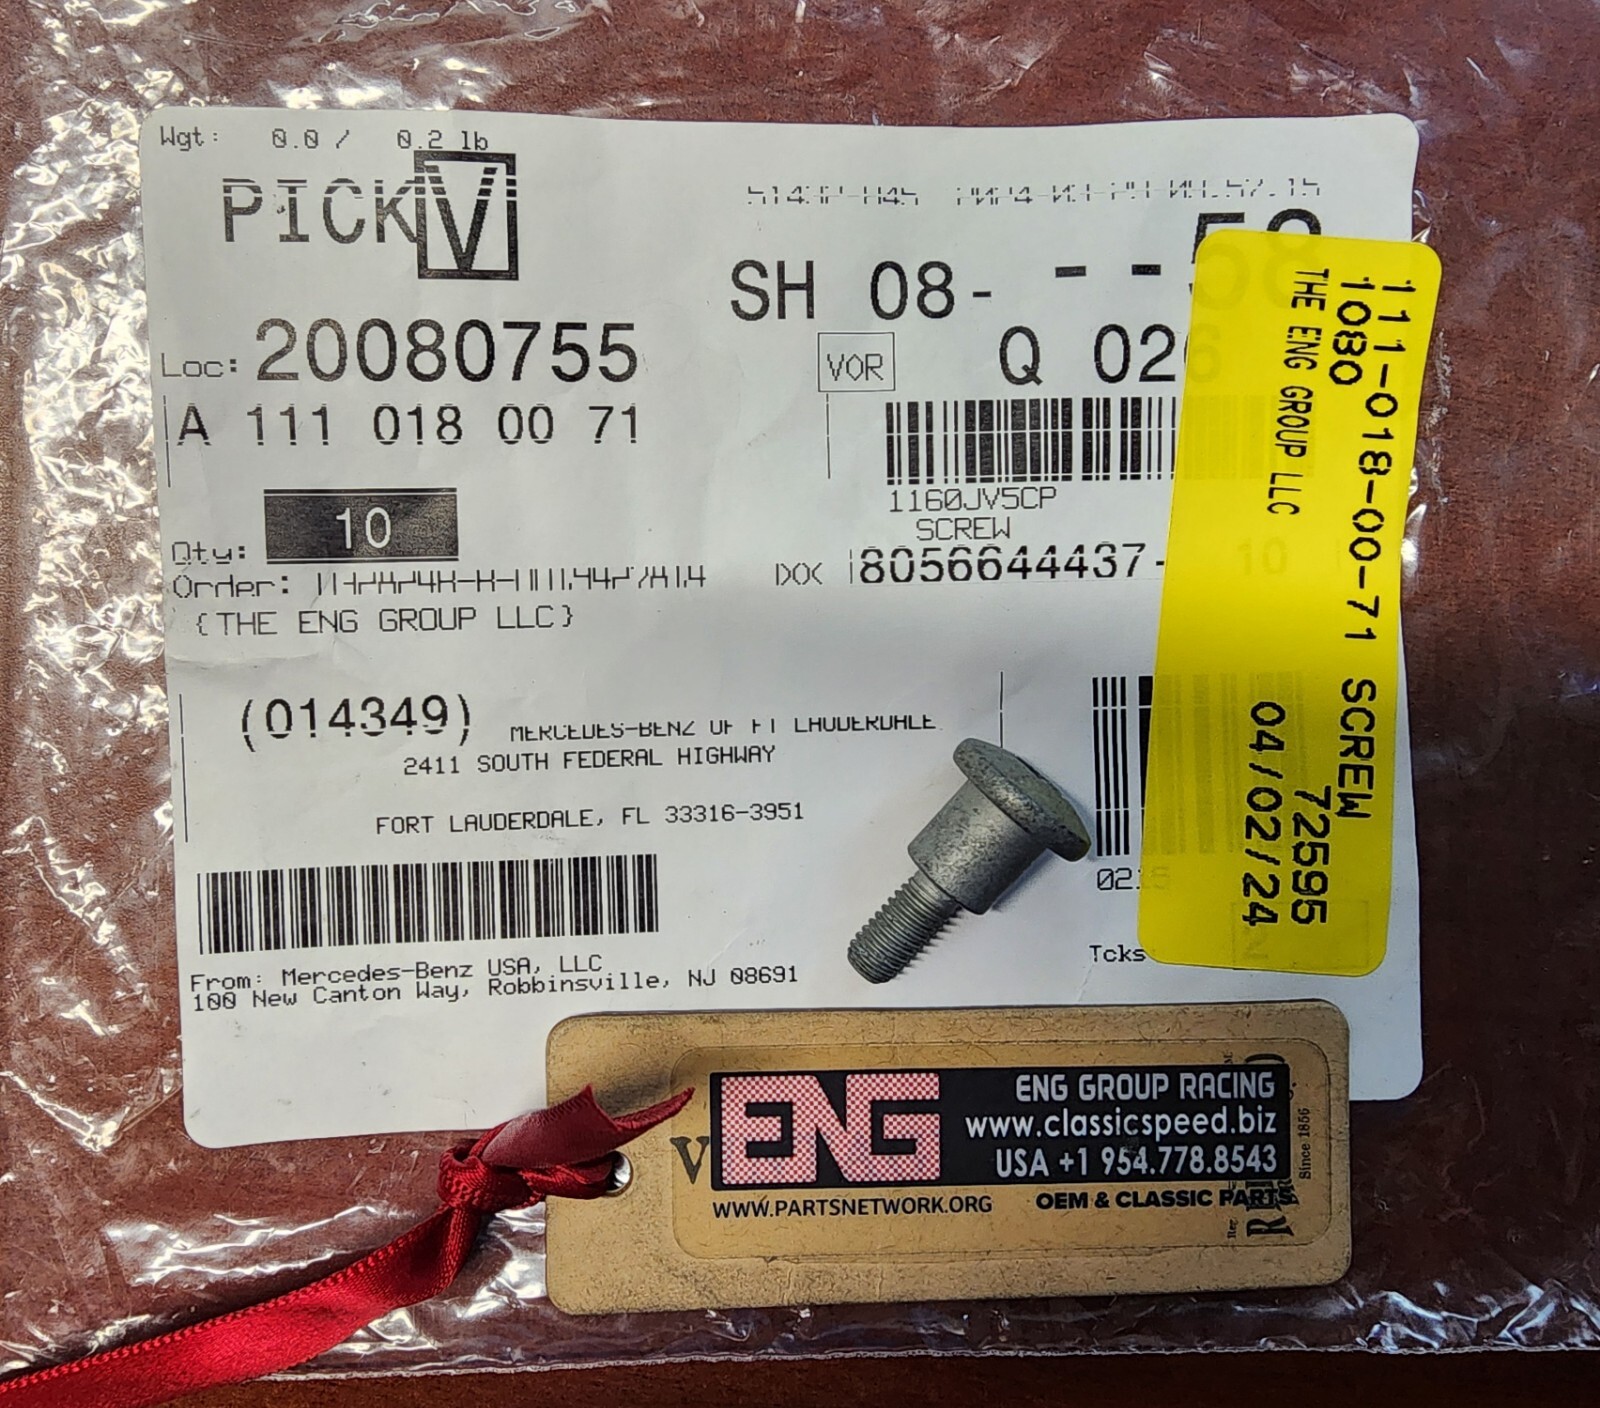 Wgt: 0.0 / 0.2 lb
PICK V
SH 08- - -58
Loc: 20080755
VOR
Q 026
A 111 018 00 71
1160JV5CP
SCREW
Qty: 10
DOC 8056644437- 10
Order:
{THE ENG GROUP LLC}
(014349) MERCEDES-BENZ OF FT LAUDERDALE
2411 SOUTH FEDERAL HIGHWAY
FORT LAUDERDALE, FL 33316-3951
Tcks
From: Mercedes-Benz USA, LLC
100 New Canton Way, Robbinsville, NJ 08691
111-018-00-71 SCREW
1080 72595
THE ENG GROUP LLC 04/02/24
ENG
ENG GROUP RACING
www.classicspeed.biz
USA +1 954.778.8543
WWW.PARTSNETWORK.ORG OEM & CLASSIC PARTS
Since 1856